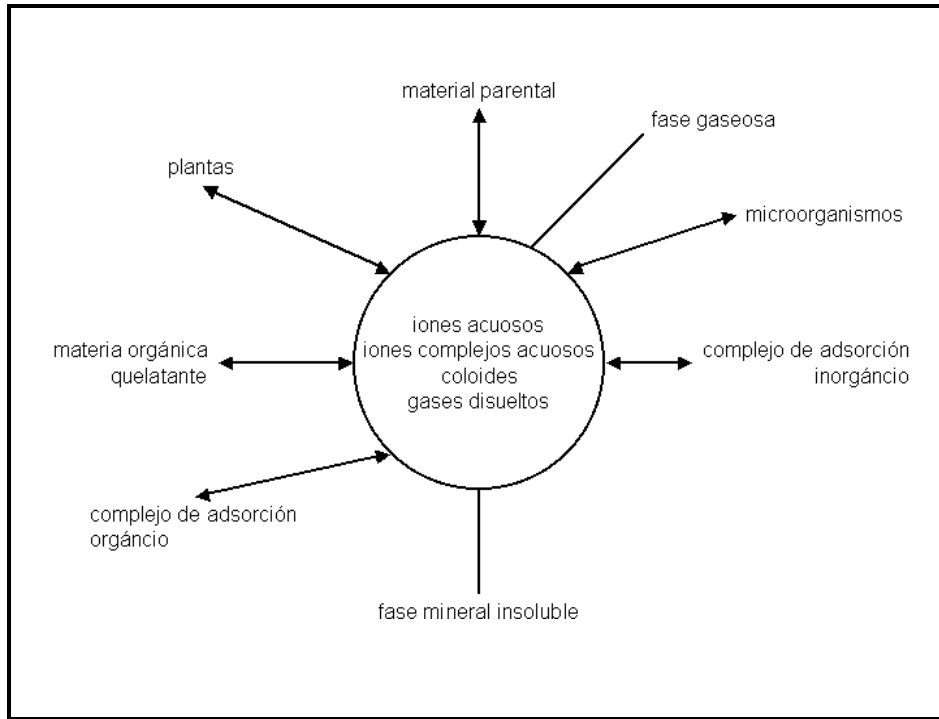 material parental
fase gaseosa
plantas
microorganismos
iones acuosos
iones complejos acuosos
coloides
gases disueltos
materia orgánica
quelatante
complejo de adsorción
inorgáncio
complejo de adsorción
orgáncio
fase mineral insoluble